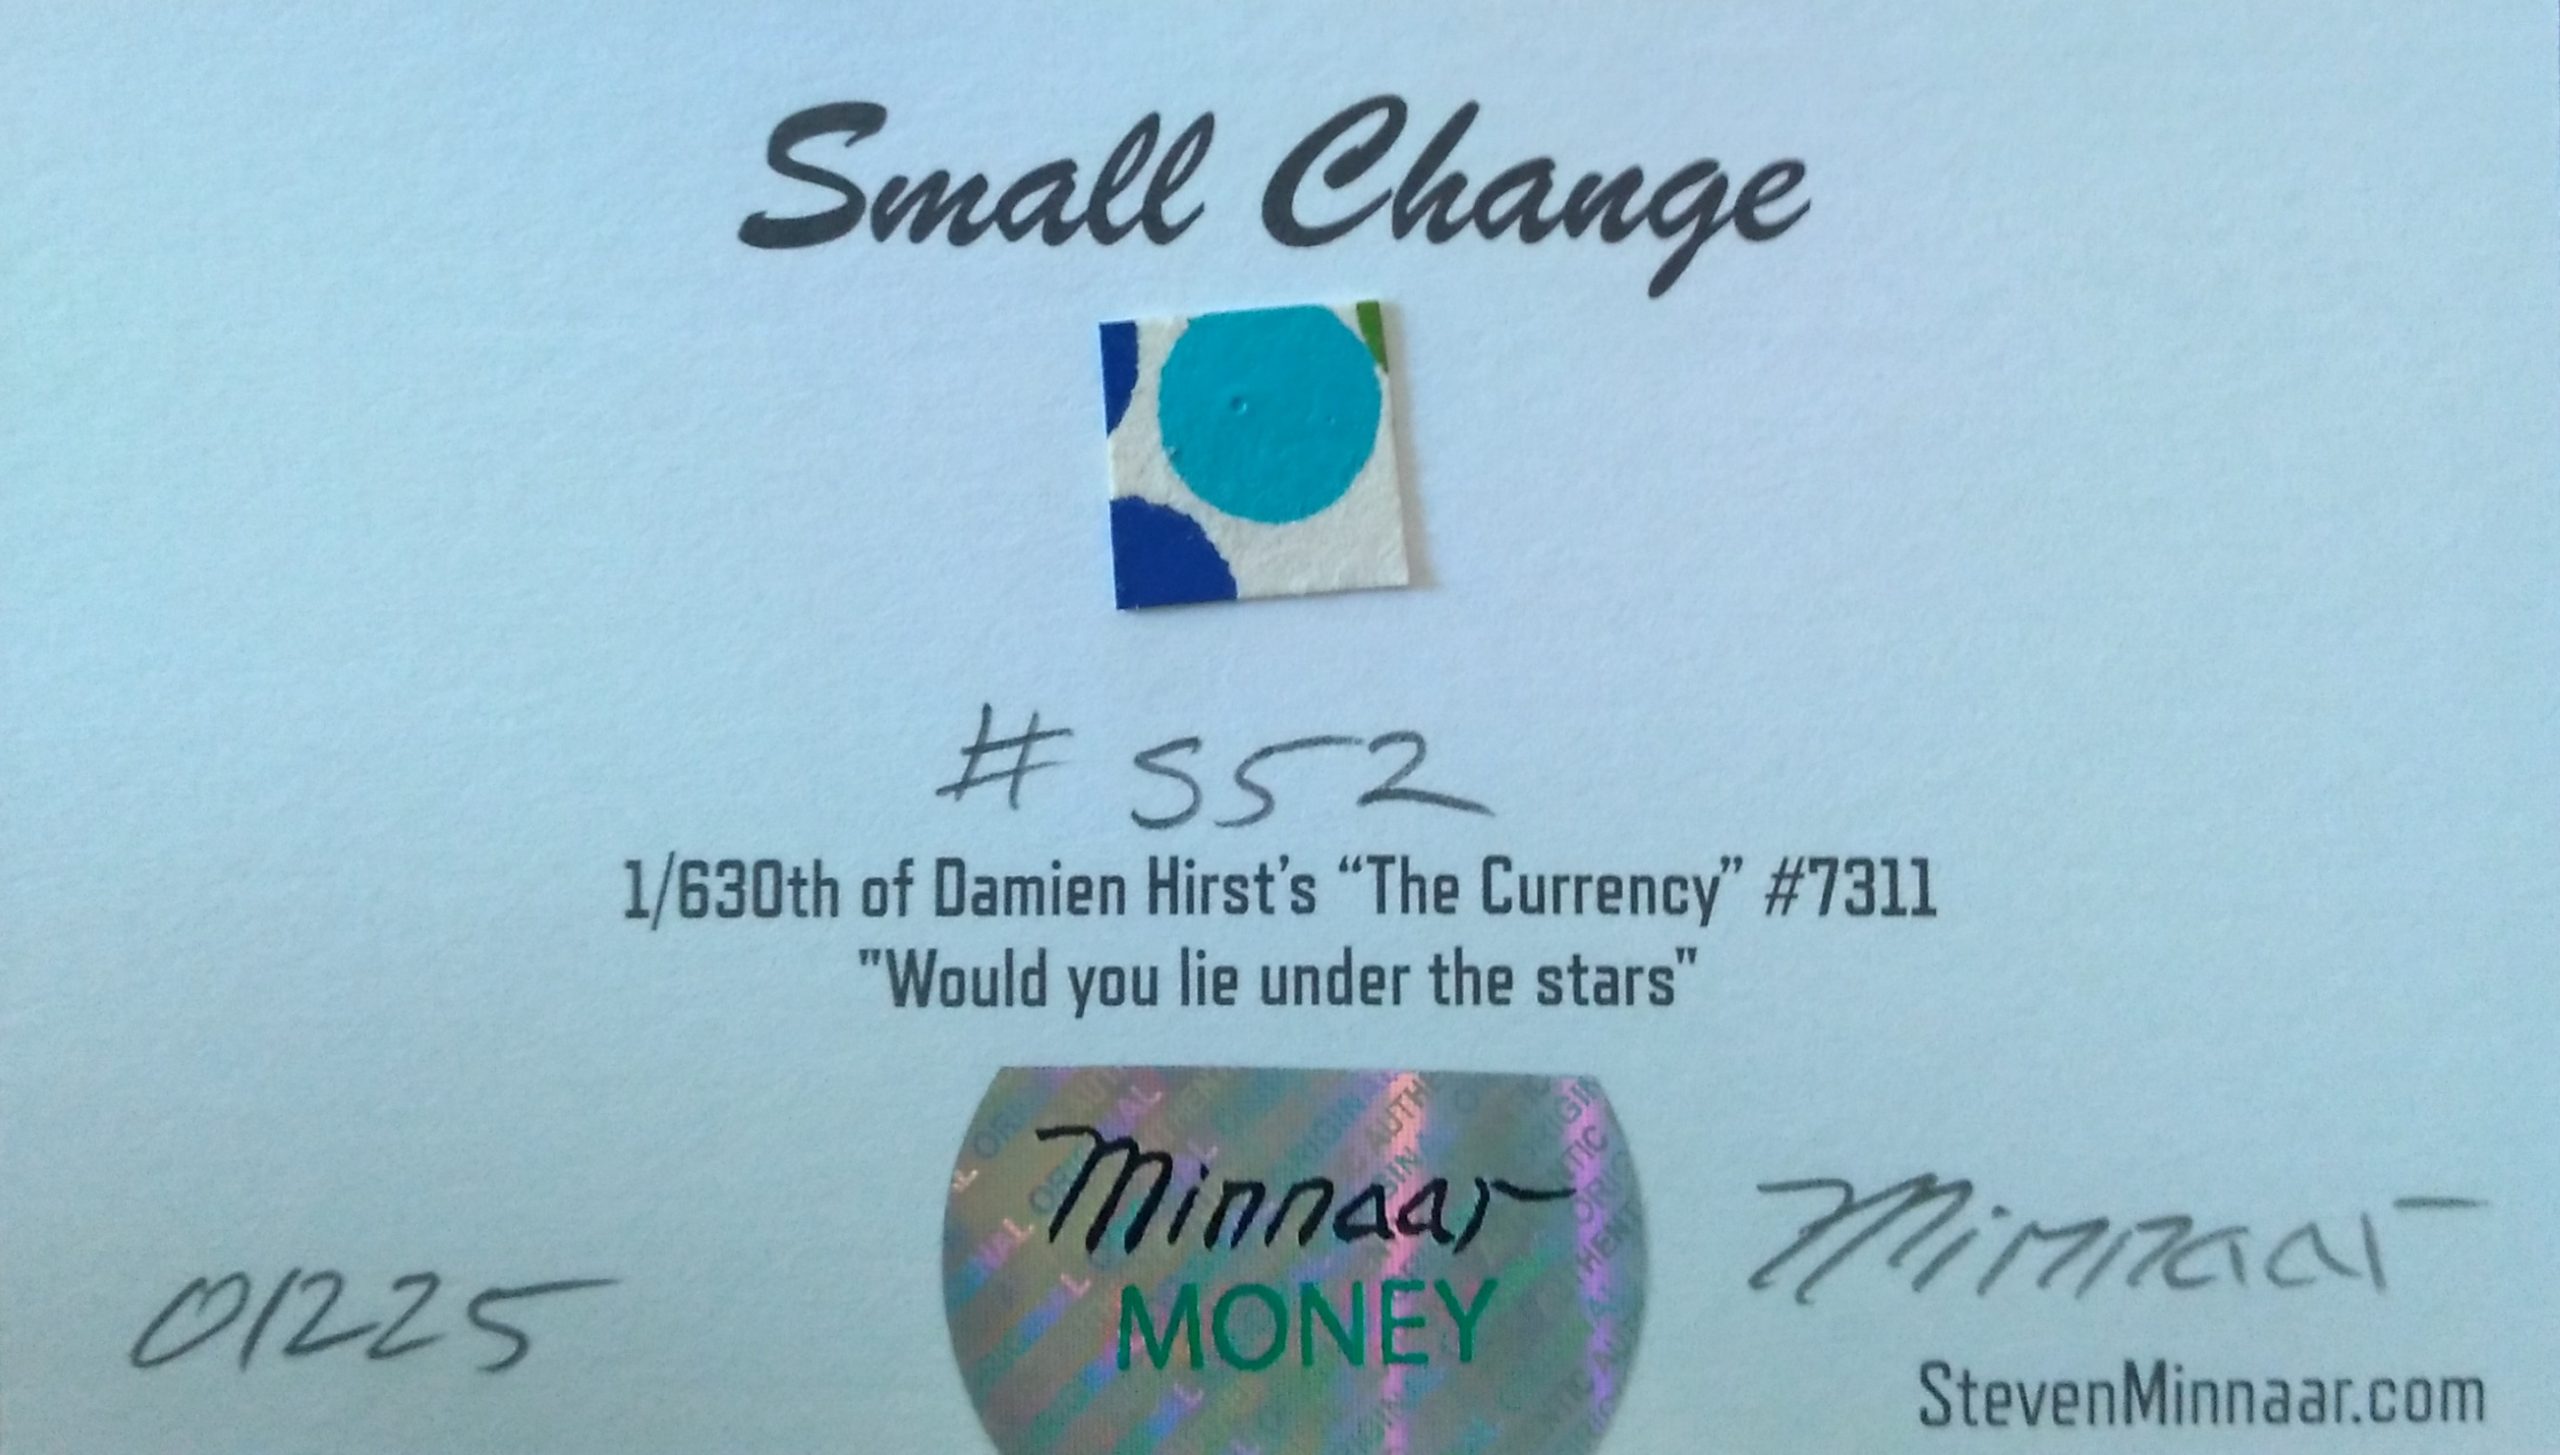 Small Change
# 552
1/630th of Damien Hirst's “The Currency” #7311
"Would you lie under the stars"
Minnaar
MONEY
01225
Minnaar
StevenMinnaar.com